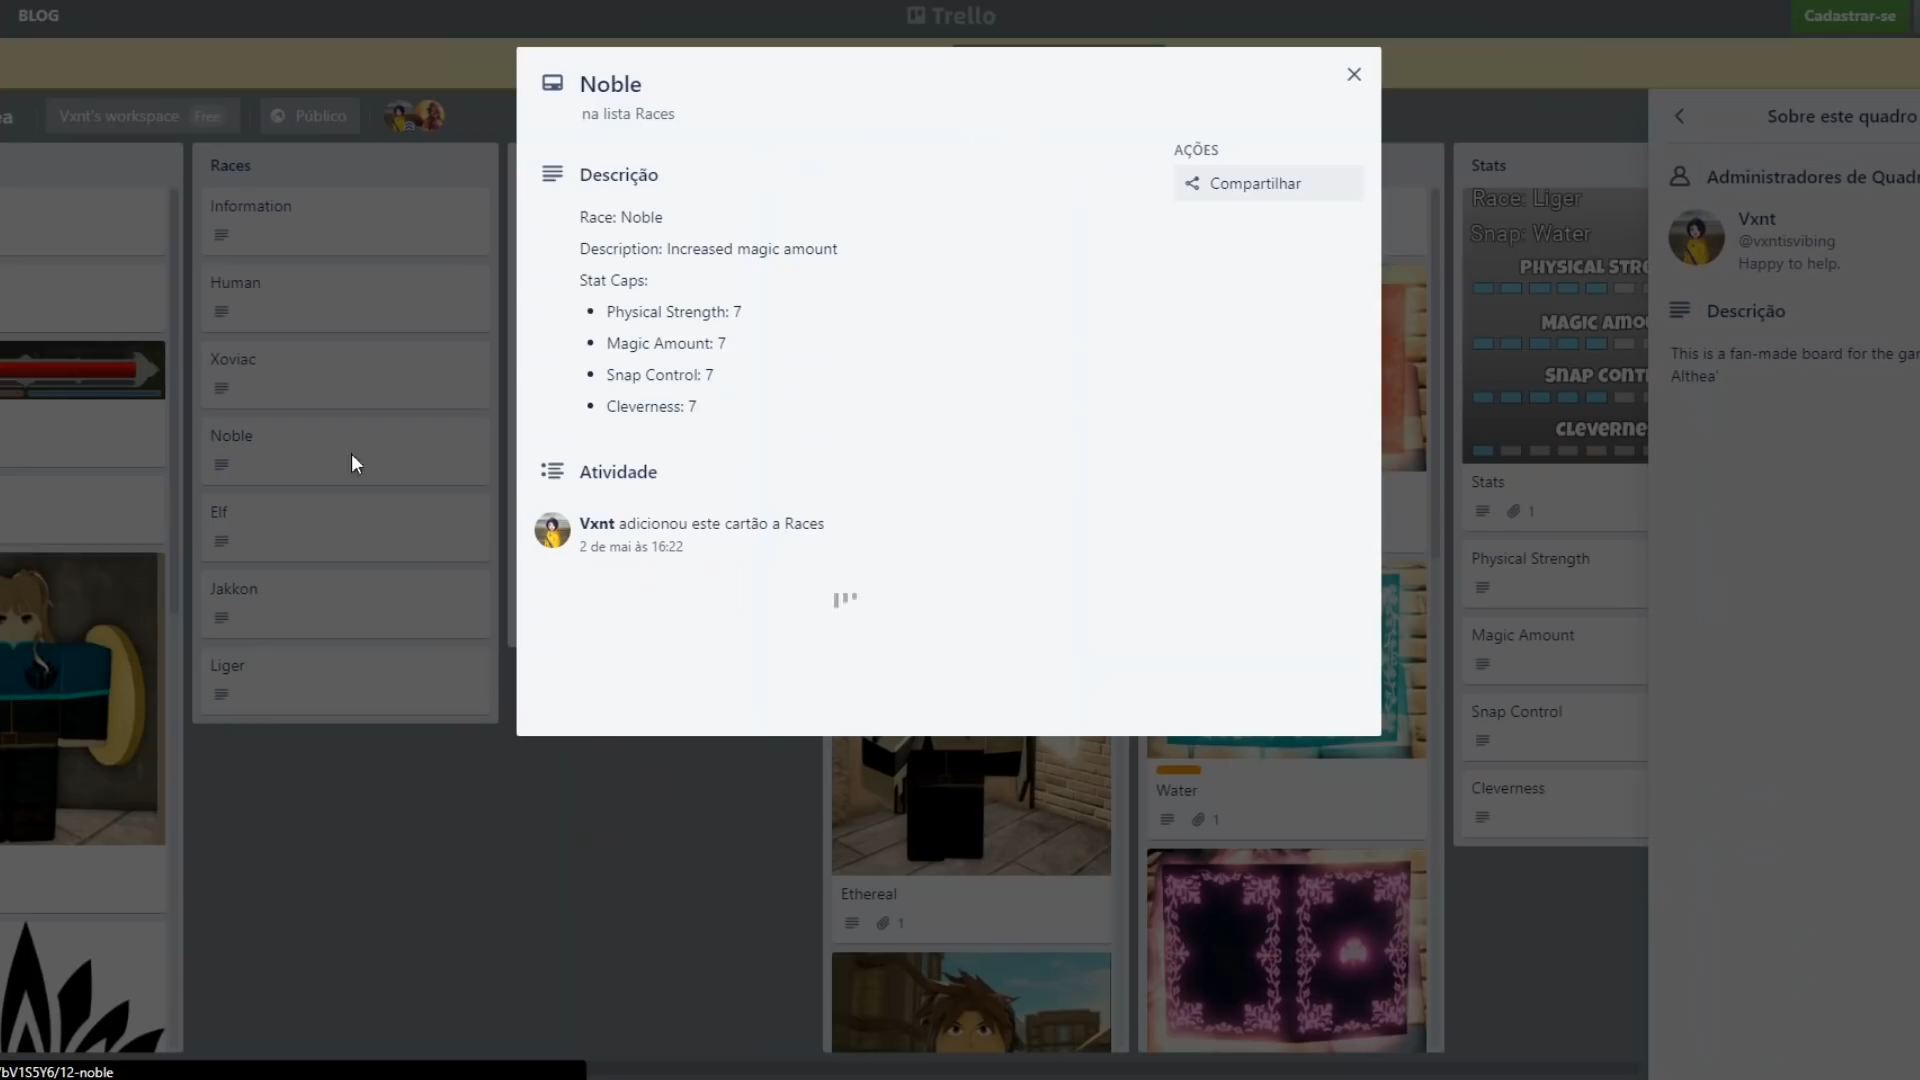 BLOG
Trello
Cadastrar-se
ea
Vxnt's workspace Free
Público
Races
Information
Human
Xoviac
Noble
Elf
Jakkon
Liger
Noble
na lista Races
Descrição
Race: Noble
Description: Increased magic amount
Stat Caps:
Physical Strength: 7
Magic Amount: 7
Snap Control: 7
Cleverness: 7
AÇÕES
Compartilhar
Atividade
Vxnt adicionou este cartão a Races
2 de mai às 16:22
Ethereal
1
Water
1
Stats
Race: Liger
Snap: Water
PHYSICAL STRE
MAGIC AMO
SNAP CONT
CLEVERNE
Stats
1
Physical Strength
Magic Amount
Snap Control
Cleverness
Sobre este quadro
Administradores de Quadr
Vxnt
@vxntisvibing
Happy to help.
Descrição
This is a fan-made board for the gar
Althea'
/bV1S5Y6/12-noble